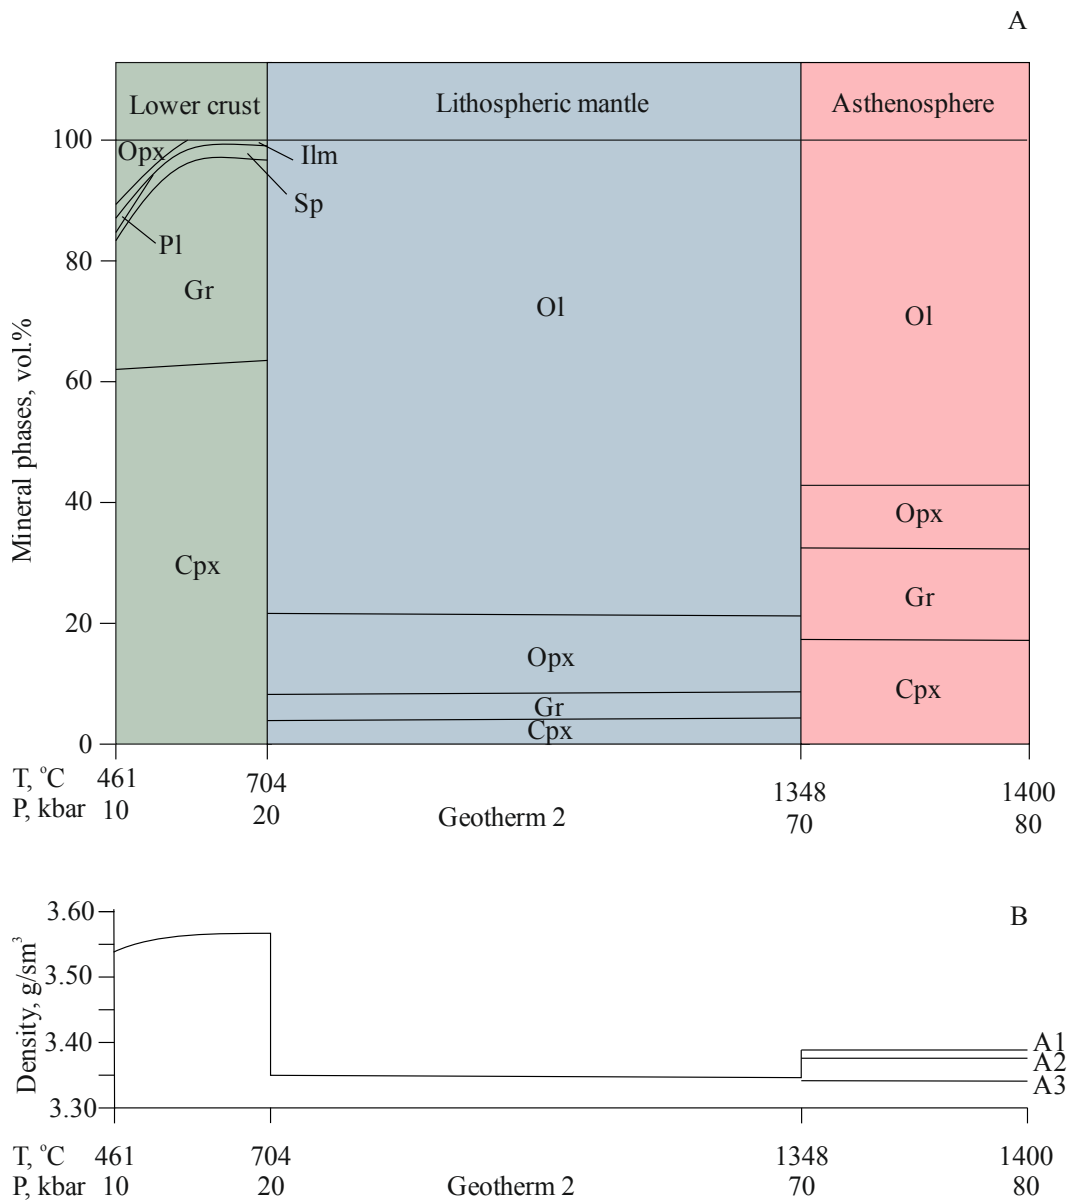 A
Lower crust
Lithospheric mantle
Asthenosphere
100
80
60
40
20
0
Mineral phases, vol.%
Opx
Ilm
Sp
Pl
Gr
Cpx
Ol
Opx
Gr
Cpx
Ol
Opx
Gr
Cpx
T, °C 461 704 1348 1400
P, kbar 10 20 Geotherm 2 70 80
B
3.60
3.50
3.40
3.30
Density, g/sm³
A1
A2
A3
T, °C 461 704 1348 1400
P, kbar 10 20 Geotherm 2 70 80